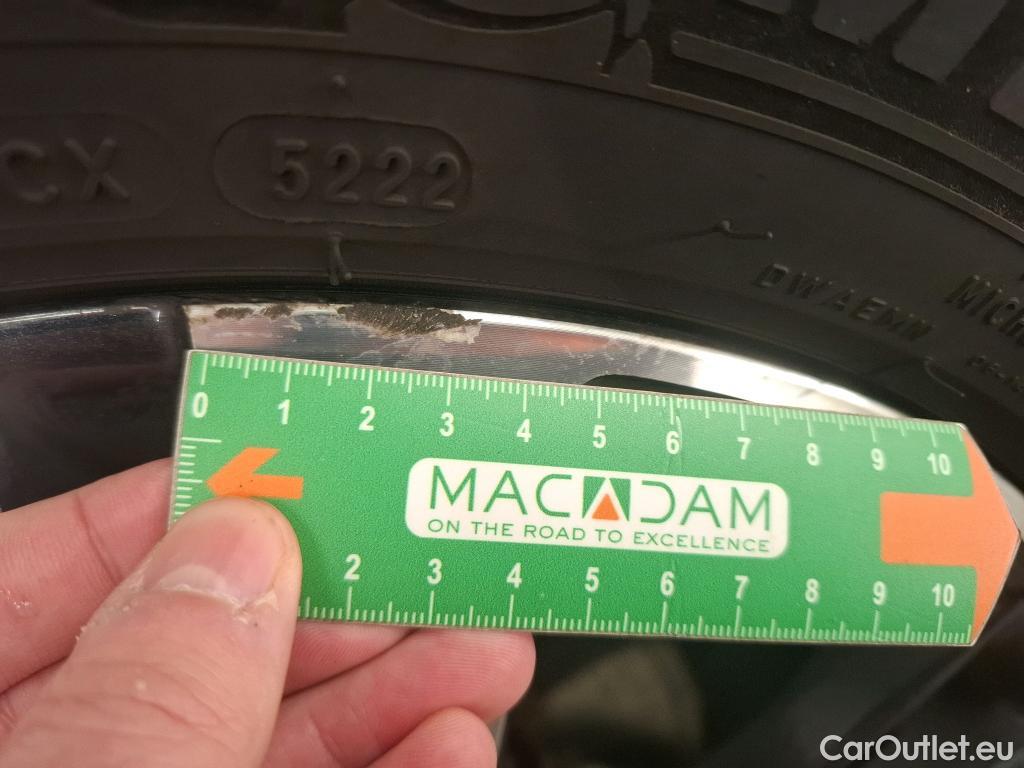 CX 5222
DWAEMW
0 1 2 3 4 5 6 7 8 9 10
MACADAM
ON THE ROAD TO EXCELLENCE
2 3 4 5 6 7 8 9 10
CarOutlet.eu